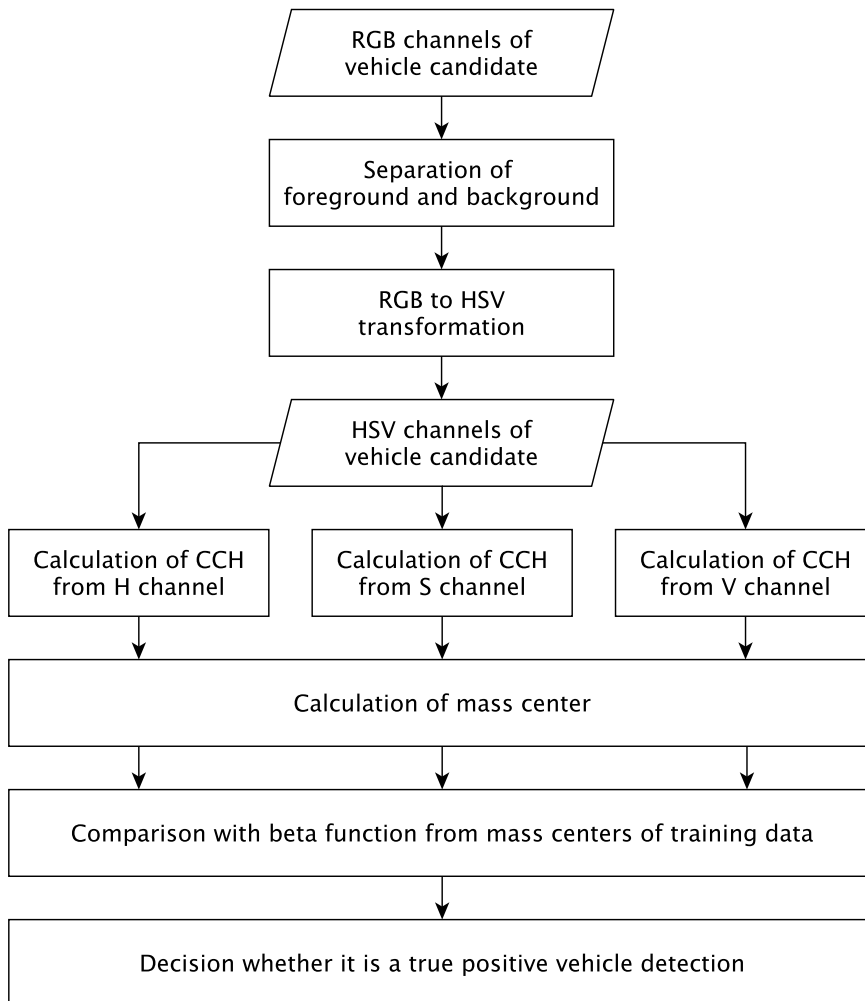 RGB channels of
vehicle candidate
Separation of
foreground and background
RGB to HSV
transformation
HSV channels of
vehicle candidate
Calculation of CCH
from H channel
Calculation of CCH
from S channel
Calculation of CCH
from V channel
Calculation of mass center
Comparison with beta function from mass centers of training data
Decision whether it is a true positive vehicle detection